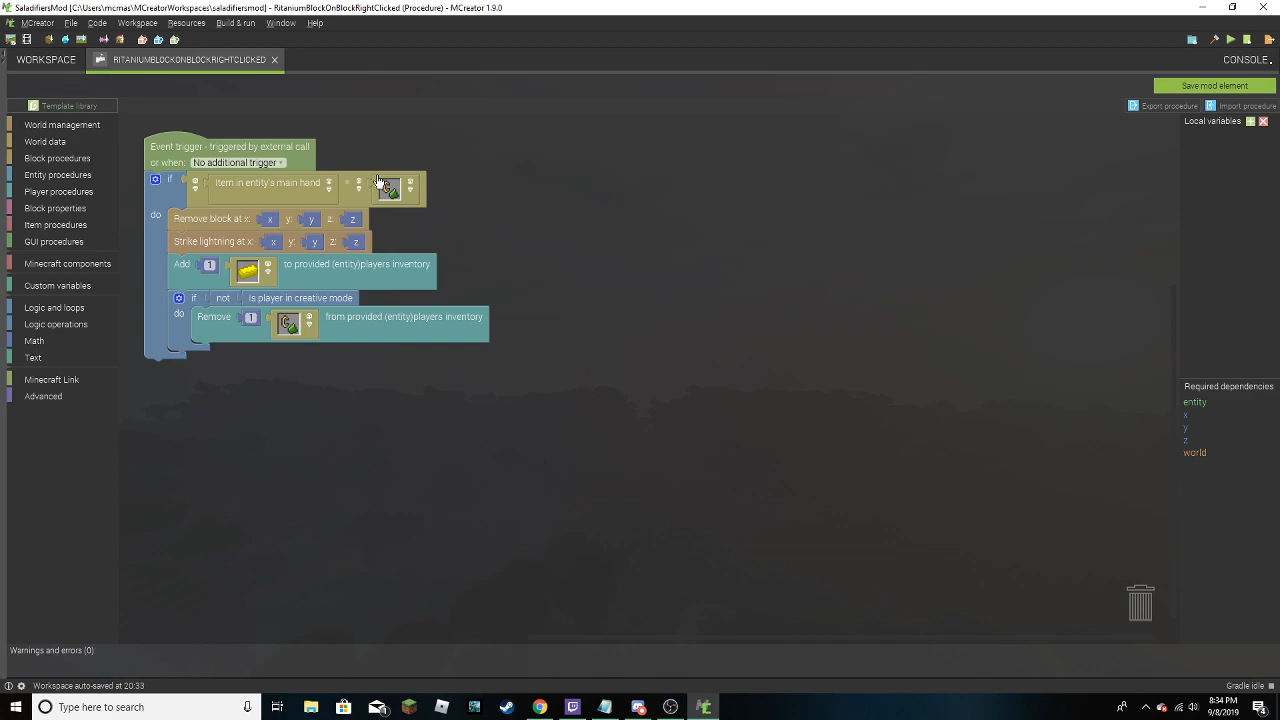 SaladifiersMod [C:\Users\mcmas\MCreatorWorkspaces\saladifiersmod] - RitaniumBlockOnBlockRightClicked (Procedure) - MCreator 1.9.0
MCreator File Code Workspace Resources Build & run Window Help
WORKSPACE RITANIUMBLOCKONBLOCKRIGHTCLICKED CONSOLE
Save mod element
Template library Export procedure Import procedure
World management
World data
Block procedures
Entity procedures
Player procedures
Block properties
Item procedures
GUI procedures
Minecraft components
Custom variables
Logic and loops
Logic operations
Math
Text
Minecraft Link
Advanced
Event trigger - triggered by external call
or when: No additional trigger
if Item in entity's main hand =
do Remove block at x: x y: y z: z
Strike lightning at x: x y: y z: z
Add 1 to provided (entity)players inventory
if not Is player in creative mode
do Remove 1 from provided (entity)players inventory
Local variables
Required dependencies
entity
x
y
z
world
Warnings and errors (0):
Workspace auto-saved at 20:33 Gradle idle
Type here to search
8:34 PM
9/8/2019